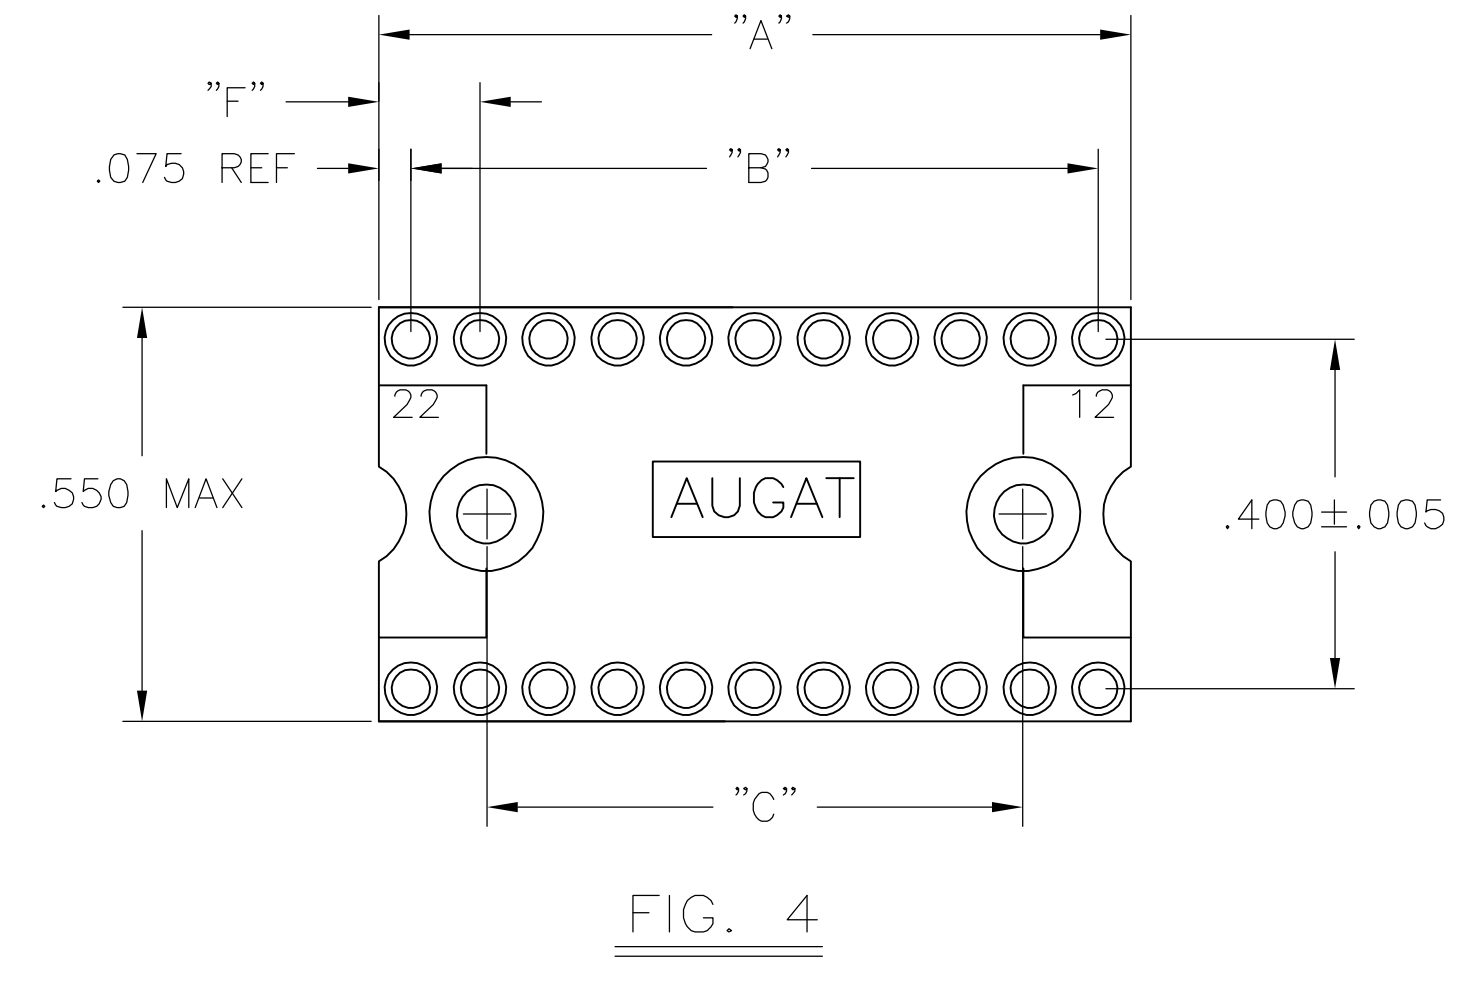 ”A”
”F”
.075 REF
”B”
22
12
AUGAT
.550 MAX
.400±.005
”C”
FIG. 4